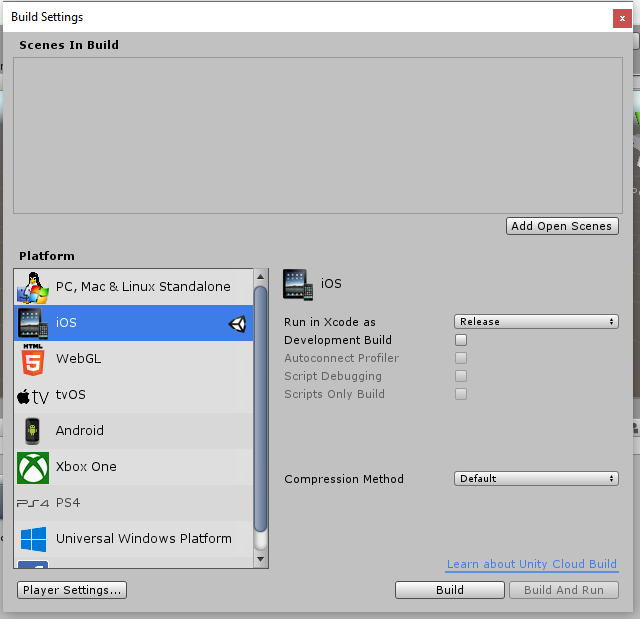 Build Settings
x
Scenes In Build
Add Open Scenes
Platform
PC, Mac & Linux Standalone
iOS
HTML
5
WebGL
tv
tvOS
Android
Xbox One
PS4
PS4
Universal Windows Platform
iOS
Run in Xcode as
Release
Development Build
Autoconnect Profiler
Script Debugging
Scripts Only Build
Compression Method
Default
Learn about Unity Cloud Build
Player Settings...
Build
Build And Run